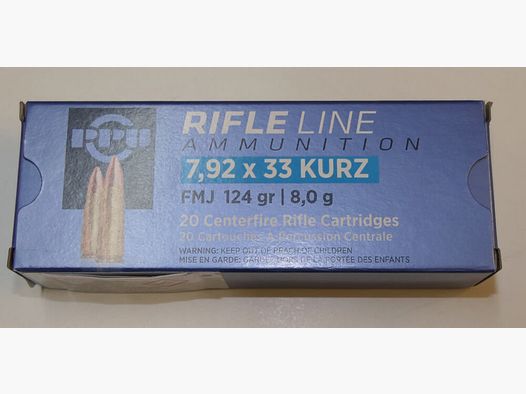 PPU
RIFLE LINE
AMMUNITION
7,92 x 33 KURZ
FMJ 124 gr | 8,0 g
20 Centerfire Rifle Cartridges
20 Cartouches A Percussion Centrale
WARNING: KEEP OUT OF REACH OF CHILDREN
MISE EN GARDE: GARDER HORS DE LA PORTÉE DES ENFANTS